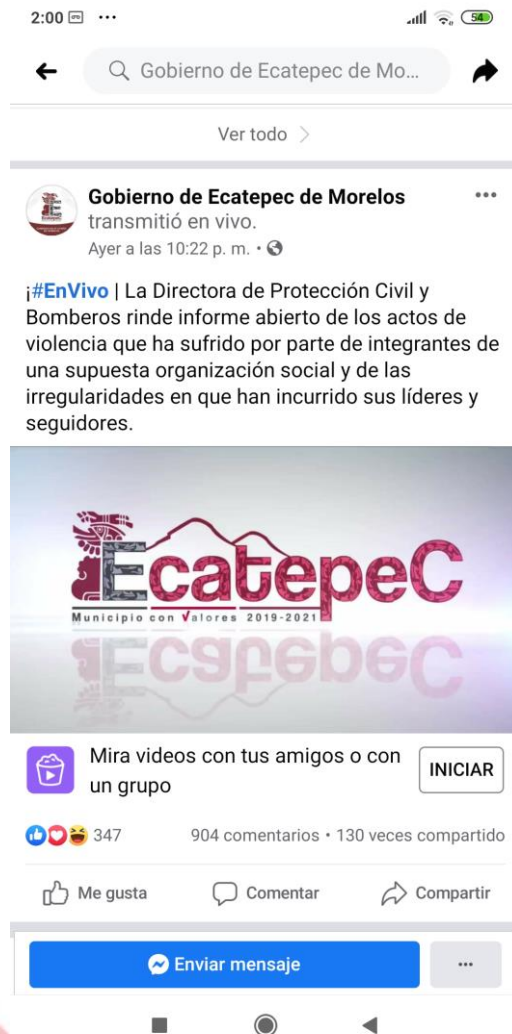 2:00 ... 54
Gobierno de Ecatepec de Mo...
Ver todo
Gobierno de Ecatepec de Morelos
transmitió en vivo.
Ayer a las 10:22 p. m. •
¡#EnVivo | La Directora de Protección Civil y
Bomberos rinde informe abierto de los actos de
violencia que ha sufrido por parte de integrantes de
una supuesta organización social y de las
irregularidades en que han incurrido sus líderes y
seguidores.
Ecatepec
Municipio con Valores 2019-2021
Mira videos con tus amigos o con
un grupo
INICIAR
347 904 comentarios • 130 veces compartido
Me gusta Comentar Compartir
Enviar mensaje ...